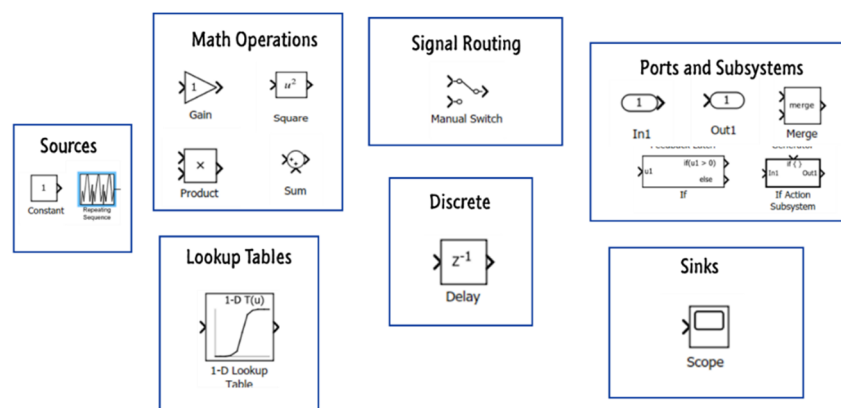 Sources
1
Constant
Repeating
Sequence
Math Operations
1
Gain
u²
Square
×
Product
+
+
Sum
Lookup Tables
1-D T(u)
1-D Lookup
Table
Signal Routing
Manual Switch
Discrete
Z⁻¹
Delay
Ports and Subsystems
1
In1
1
Out1
merge
Merge
u1
if(u1 > 0)
else
If
if { }
In1
Out1
If Action
Subsystem
Sinks
Scope